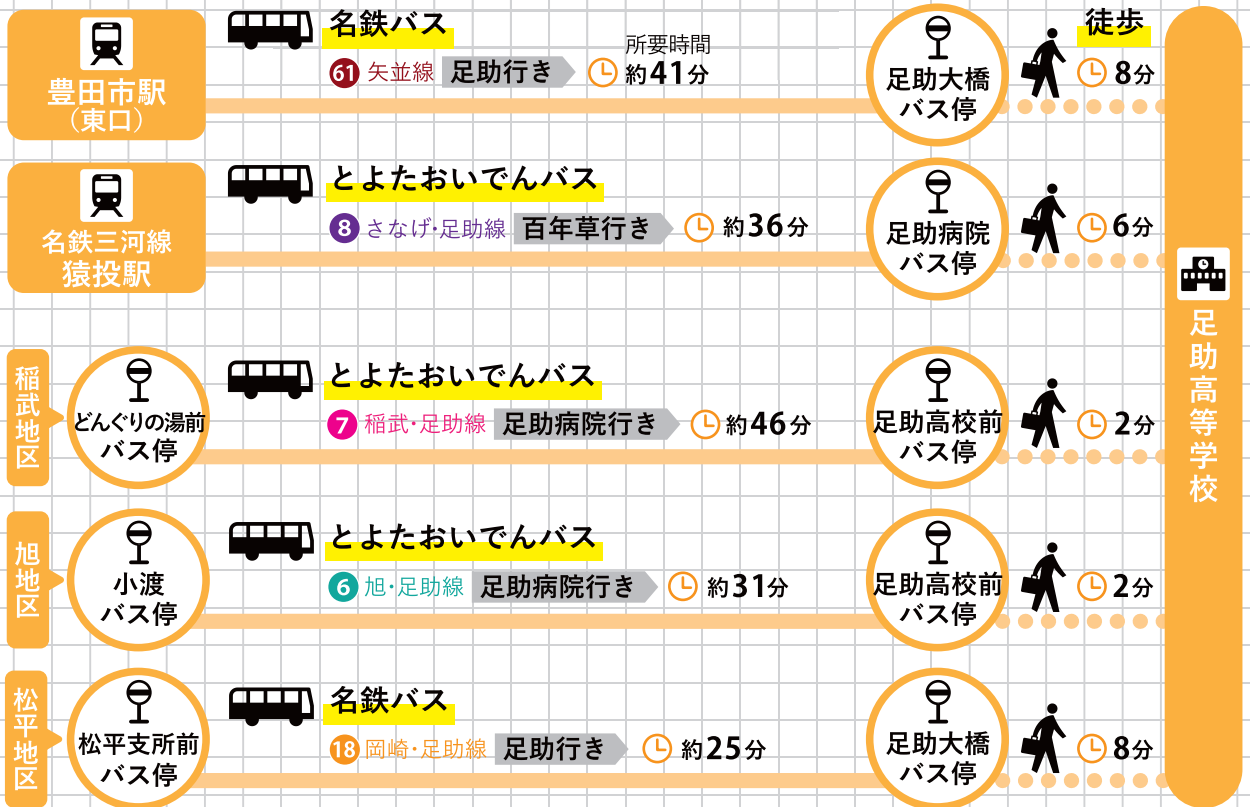 豊田市駅
（東口）
名鉄バス
61 矢並線 足助行き
所要時間
約41分
足助大橋
バス停
徒歩
8分
名鉄三河線
猿投駅
とよたおいでんバス
8 さなげ・足助線 百年草行き 約36分
足助病院
バス停
6分
稲武地区
どんぐりの湯前
バス停
とよたおいでんバス
7 稲武・足助線 足助病院行き 約46分
足助高校前
バス停
2分
旭地区
小渡
バス停
とよたおいでんバス
6 旭・足助線 足助病院行き 約31分
足助高校前
バス停
2分
松平地区
松平支所前
バス停
名鉄バス
18 岡崎・足助線 足助行き 約25分
足助大橋
バス停
8分
足助高等学校